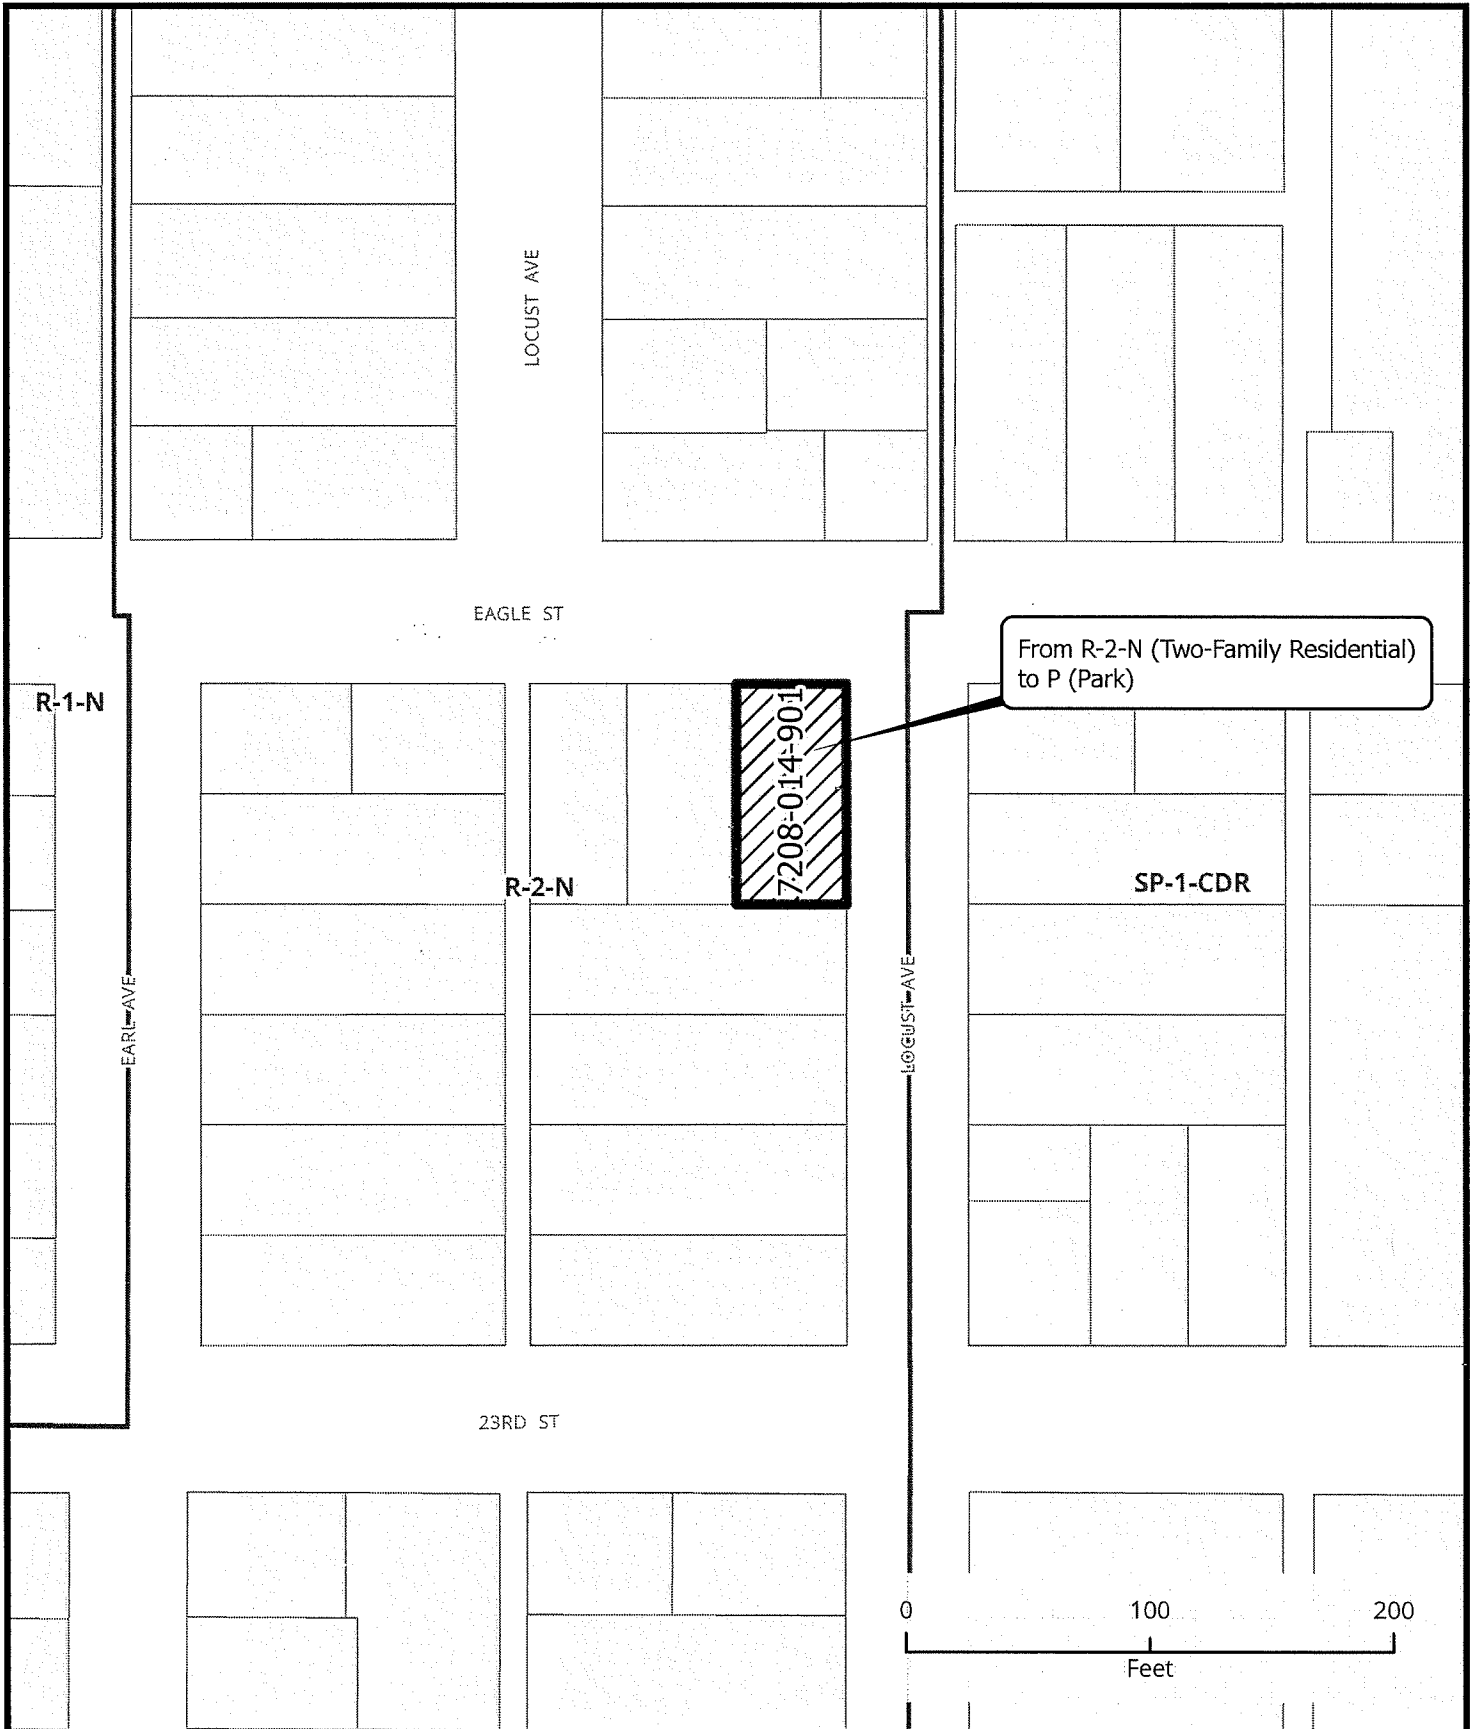 LOCUST AVE
EAGLE ST
From R-2-N (Two-Family Residential)
to P (Park)
R-1-N
7208-014-901
R-2-N
SP-1-CDR
EARL AVE
LOCUST AVE
23RD ST
0 100 200
Feet